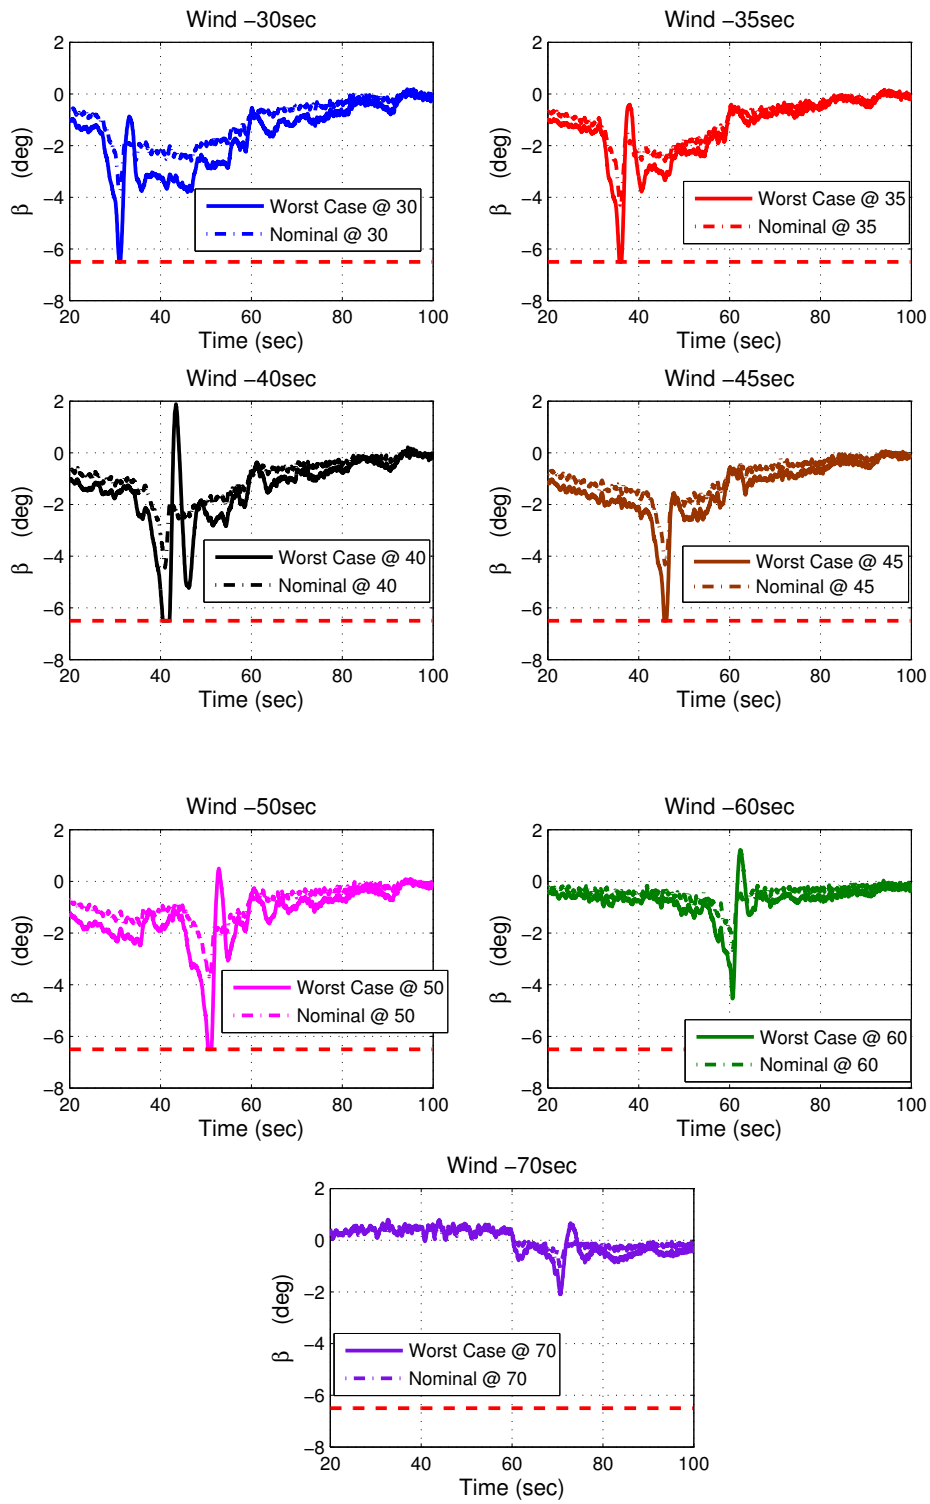 Wind −30sec
2
0
−2
−4
−6
−8
β (deg)
Worst Case @ 30
Nominal @ 30
20 40 60 80 100
Time (sec)
Wind −35sec
2
0
−2
−4
−6
−8
β (deg)
Worst Case @ 35
Nominal @ 35
20 40 60 80 100
Time (sec)
Wind −40sec
2
0
−2
−4
−6
−8
β (deg)
Worst Case @ 40
Nominal @ 40
20 40 60 80 100
Time (sec)
Wind −45sec
2
0
−2
−4
−6
−8
β (deg)
Worst Case @ 45
Nominal @ 45
20 40 60 80 100
Time (sec)
Wind −50sec
2
0
−2
−4
−6
−8
β (deg)
Worst Case @ 50
Nominal @ 50
20 40 60 80 100
Time (sec)
Wind −60sec
2
0
−2
−4
−6
−8
β (deg)
Worst Case @ 60
Nominal @ 60
20 40 60 80 100
Time (sec)
Wind −70sec
2
0
−2
−4
−6
−8
β (deg)
Worst Case @ 70
Nominal @ 70
20 40 60 80 100
Time (sec)